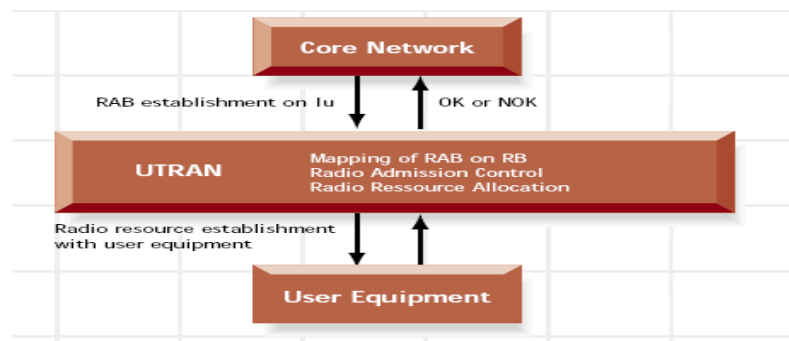 Core Network
RAB establishment on Iu
OK or NOK
UTRAN
Mapping of RAB on RB
Radio Admission Control
Radio Ressource Allocation
Radio resource establishment
with user equipment
User Equipment